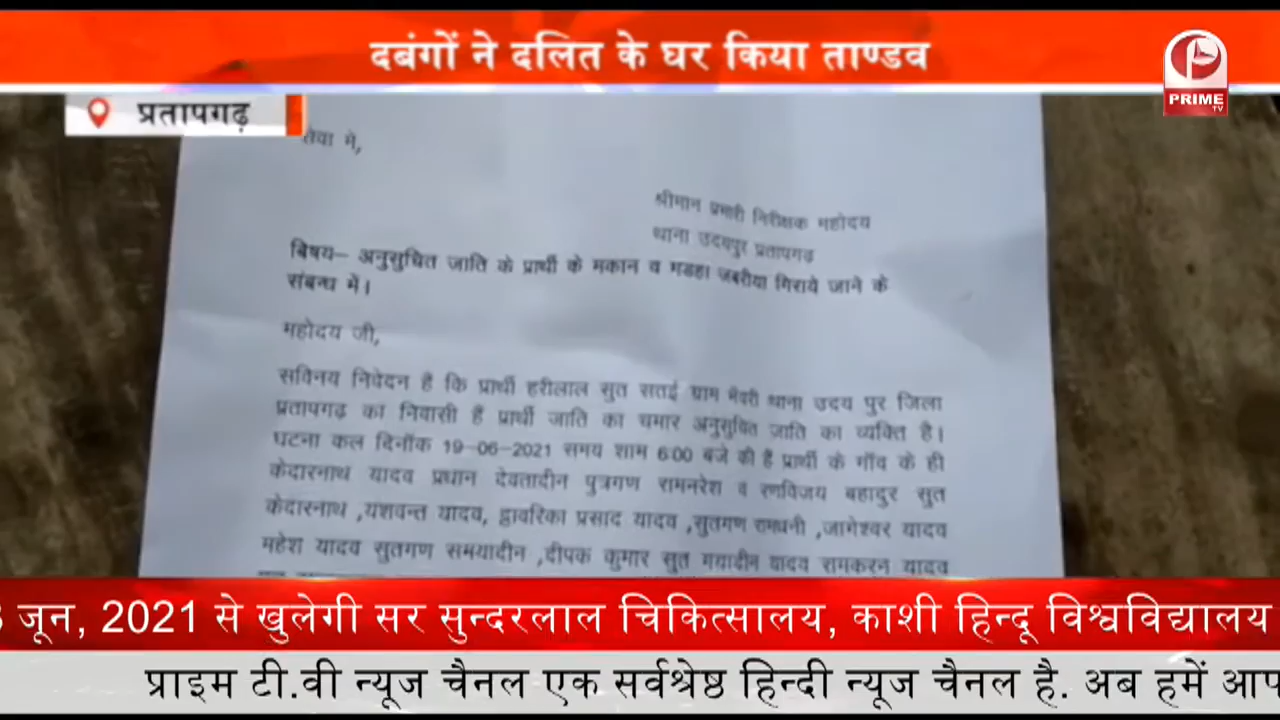 दबंगों ने दलित के घर किया ताण्डव
PRIME
TV
प्रतापगढ़
सेवा में,
श्रीमान प्रभारी निरीक्षक महोदय
थाना उदयपुर प्रतापगढ़
बिषय– अनुसुचित जाति के प्रार्थी के मकान व मडहा जबरीया गिराये जाने के
संबन्ध में।
महोदय जी,
सविनय निवेदन है कि प्रार्थी हरीलाल सुत सतई ग्राम थाना उदय पुर जिला
प्रतापगढ़ का निवासी है प्रार्थी जाति का चमार अनुसुचित जाति का व्यक्ति है।
घटना कल दिनॉक 19–06–2021 समय शाम 6:00 बजे की है प्रार्थी के गॉव के ही
केदारनाथ यादव प्रधान देवतादीन पुत्रगण रामनरेश व रणविजय बहादुर सुत
केदारनाथ ,यशवन्त यादव, द्वारिका प्रसाद यादव ,सुतगण रामधनी ,जागेश्वर यादव
महेश यादव सुतगण समयादीन ,दीपक कुमार सुत गयादीन यादव रामकरन यादव
जून, 2021 से खुलेगी सर सुन्दरलाल चिकित्सालय, काशी हिन्दू विश्वविद्यालय
प्राइम टी.वी न्यूज चैनल एक सर्वश्रेष्ठ हिन्दी न्यूज चैनल है. अब हमें आप